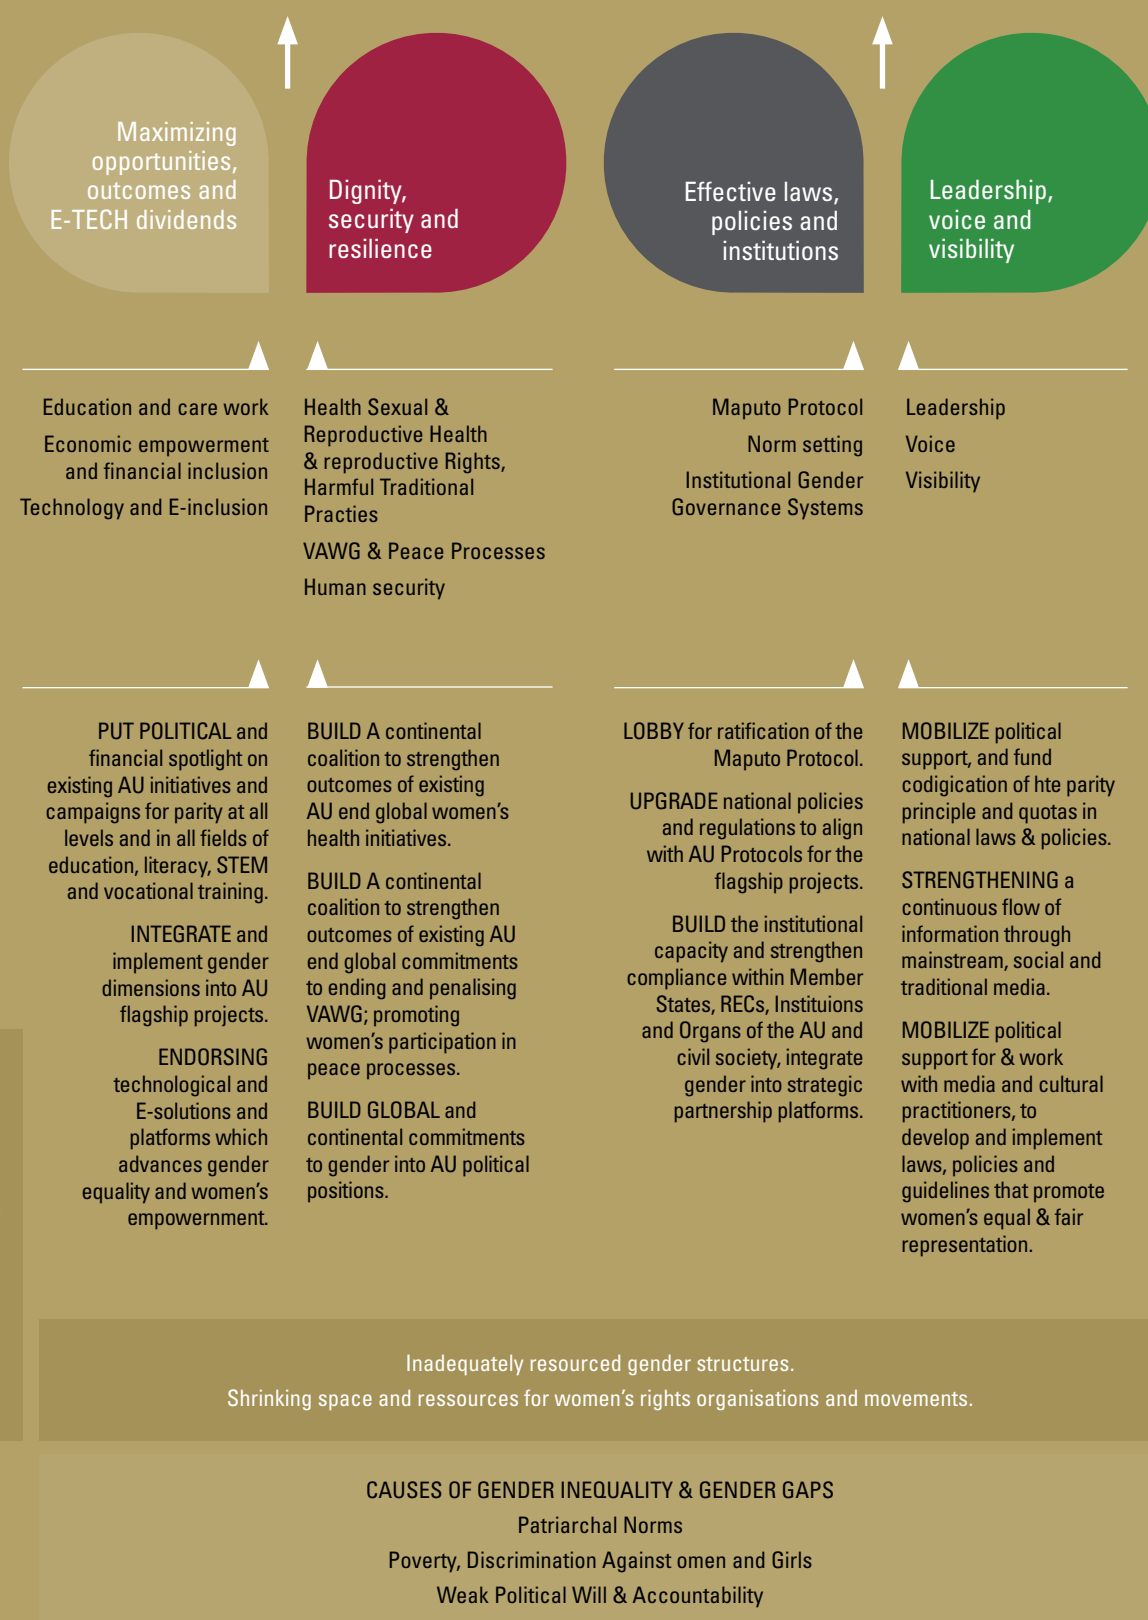 Maximizing
opportunities,
outcomes and
E-TECH dividends
Dignity,
security and
resilience
Effective laws,
policies and
institutions
Leadership,
voice and
visibility
Education and care work
Economic empowerment
and financial inclusion
Technology and E-inclusion
Health Sexual &
Reproductive Health
& reproductive Rights,
Harmful Traditional
Practies
VAWG & Peace Processes
Human security
Maputo Protocol
Norm setting
Institutional Gender
Governance Systems
Leadership
Voice
Visibility
PUT POLITICAL and
financial spotlight on
existing AU initiatives and
campaigns for parity at all
levels and in all fields of
education, literacy, STEM
and vocational training.
INTEGRATE and
implement gender
dimensions into AU
flagship projects.
ENDORSING
technological and
E-solutions and
platforms which
advances gender
equality and women's
empowernment.
BUILD A continental
coalition to strengthen
outcomes of existing
AU end global women's
health initiatives.
BUILD A continental
coalition to strengthen
outcomes of existing AU
end global commitments
to ending and penalising
VAWG; promoting
women's participation in
peace processes.
BUILD GLOBAL and
continental commitments
to gender into AU political
positions.
LOBBY for ratification of the
Maputo Protocol.
UPGRADE national policies
and regulations to align
with AU Protocols for the
flagship projects.
BUILD the institutional
capacity and strengthen
compliance within Member
States, RECs, Instituions
and Organs of the AU and
civil society, integrate
gender into strategic
partnership platforms.
MOBILIZE political
support, and fund
codigication of hte parity
principle and quotas in
national laws & policies.
STRENGTHENING a
continuous flow of
information through
mainstream, social and
traditional media.
MOBILIZE political
support for & work
with media and cultural
practitioners, to
develop and implement
laws, policies and
guidelines that promote
women's equal & fair
representation.
Inadequately resourced gender structures.
Shrinking space and ressources for women's rights organisations and movements.
CAUSES OF GENDER INEQUALITY & GENDER GAPS
Patriarchal Norms
Poverty, Discrimination Against omen and Girls
Weak Political Will & Accountability